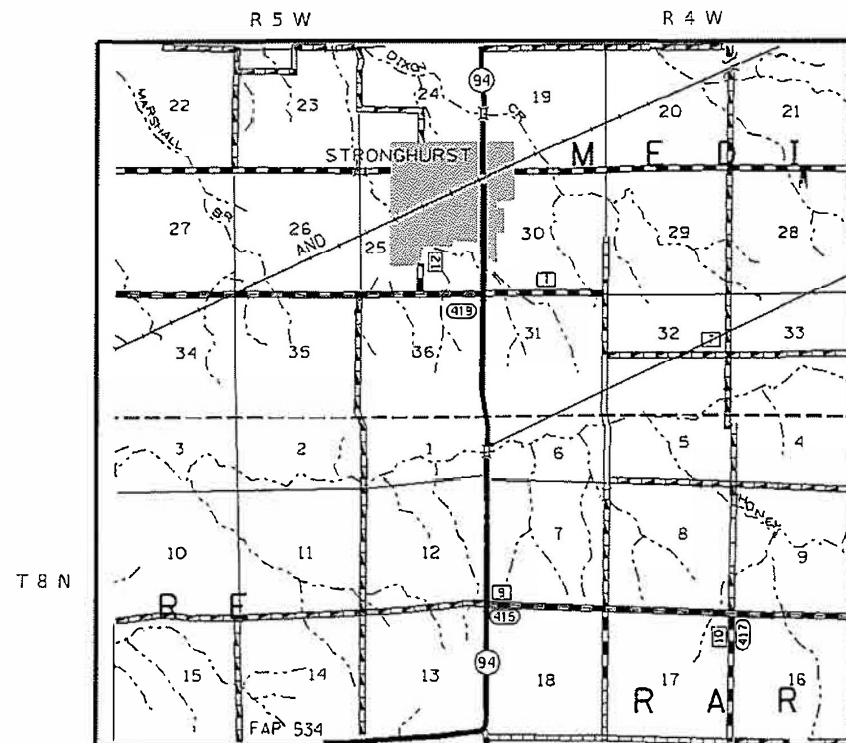 R 5 W R 4 W
DIXON 94 19 20 21
22 23 24 CR
MARSHALL
STRONGHURST M E D I
27 BR 26 AND 25 30 29 28
12 1
419
34 35 36 31 32 1 33
3 2 1 6 5 4
HONEY
10 11 12 7 8 9
T 8 N
R E 9
415 10 417
15 14 13 94 18 17 16
R A R
FAP 534